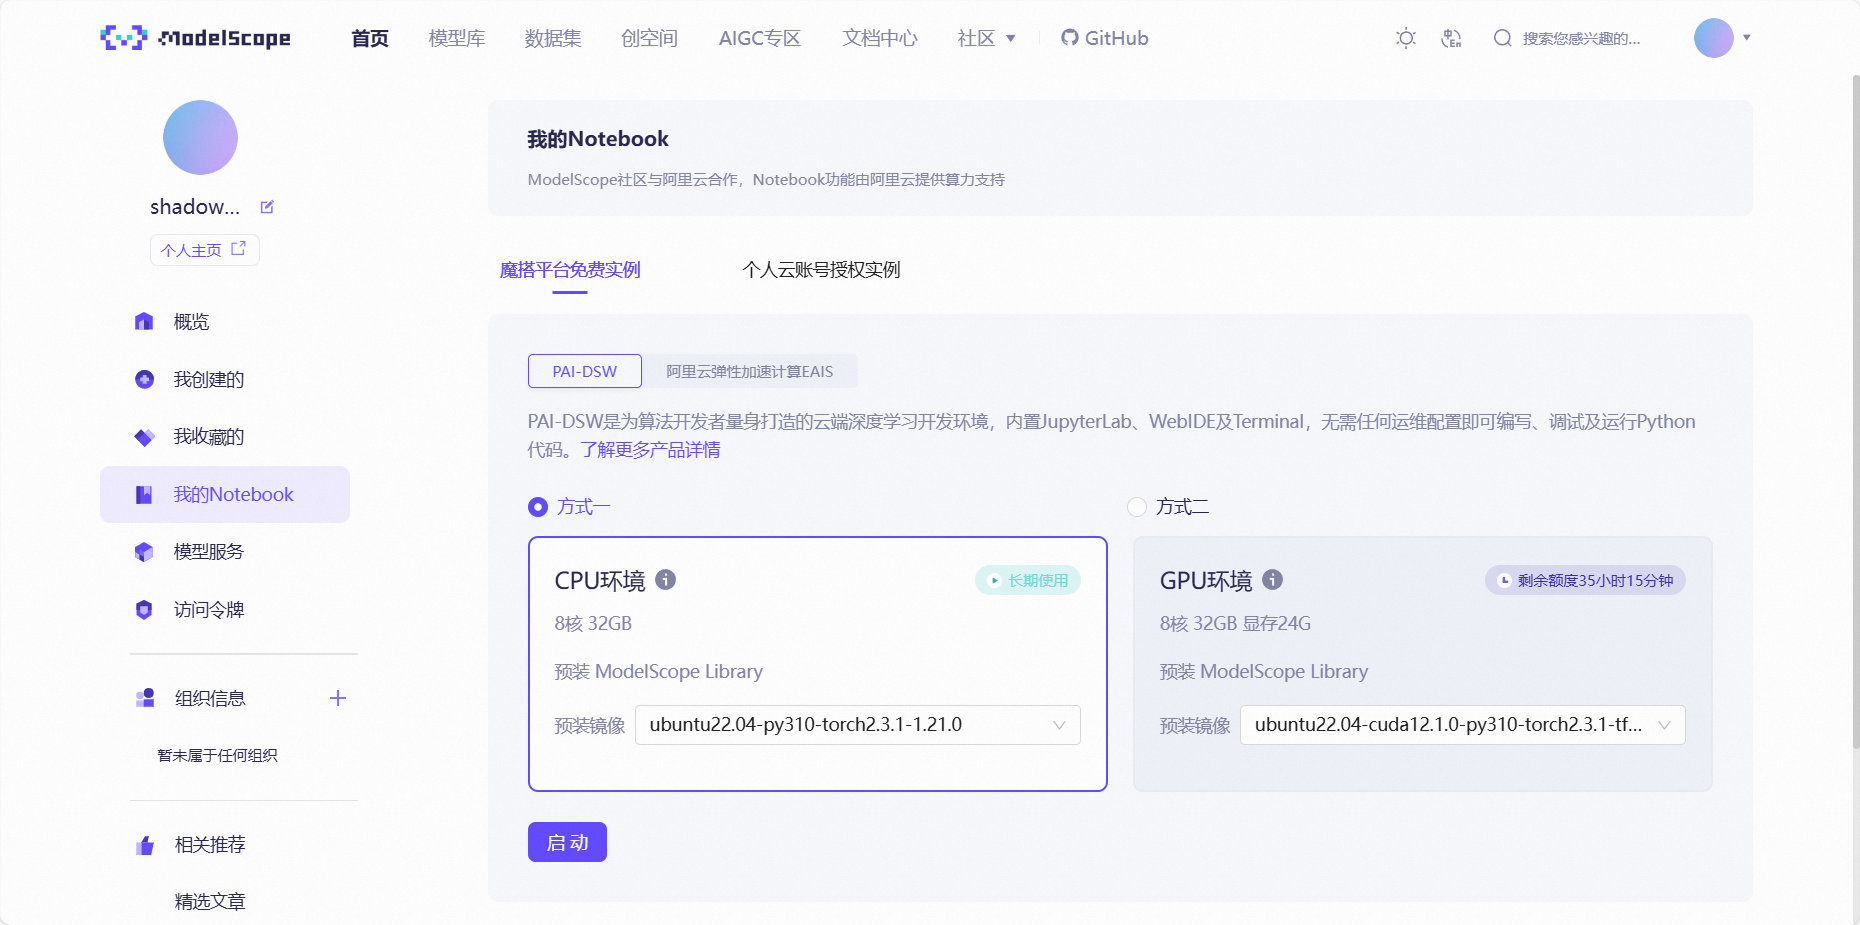 ModelScope
首页
模型库
数据集
创空间
AIGC专区
文档中心
社区
GitHub
搜索您感兴趣的...
shadow...
个人主页
概览
我创建的
我收藏的
我的Notebook
模型服务
访问令牌
组织信息
暂未属于任何组织
相关推荐
精选文章
我的Notebook
ModelScope社区与阿里云合作，Notebook功能由阿里云提供算力支持
魔搭平台免费实例
个人云账号授权实例
PAI-DSW
阿里云弹性加速计算EAIS
PAI-DSW是为算法开发者量身打造的云端深度学习开发环境，内置JupyterLab、WebIDE及Terminal，无需任何运维配置即可编写、调试及运行Python
代码。了解更多产品详情
方式一
CPU环境
长期使用
8核 32GB
预装 ModelScope Library
预装镜像 ubuntu22.04-py310-torch2.3.1-1.21.0
方式二
GPU环境
剩余额度35小时15分钟
8核 32GB 显存24G
预装 ModelScope Library
预装镜像 ubuntu22.04-cuda12.1.0-py310-torch2.3.1-tf...
启动